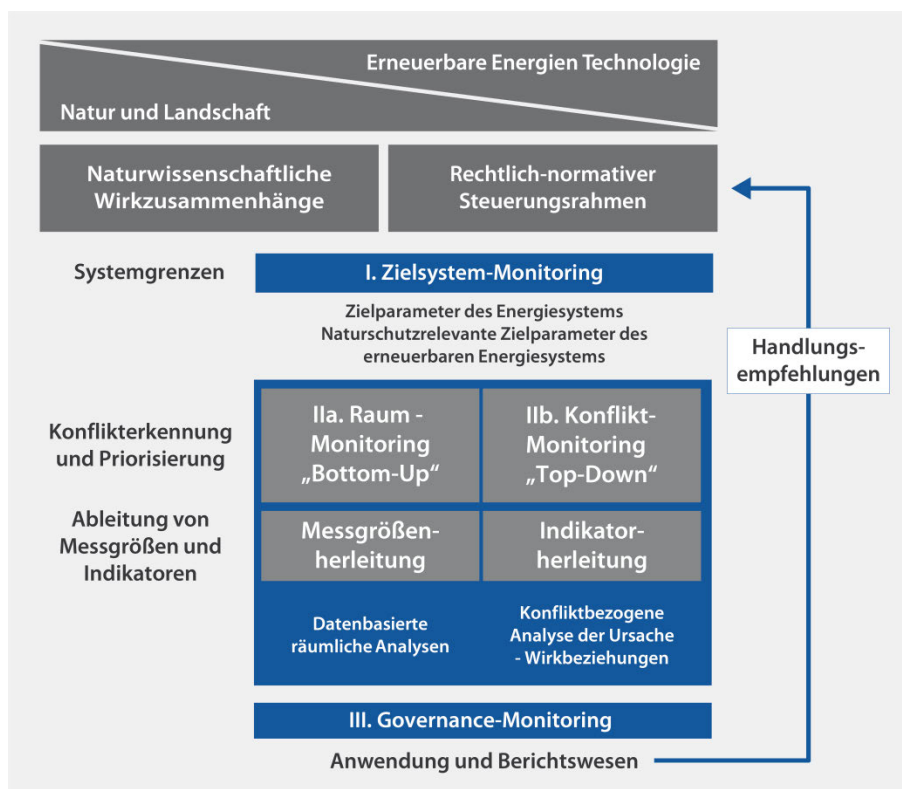 Erneuerbare Energien Technologie
Natur und Landschaft
Naturwissenschaftliche
Wirkzusammenhänge
Rechtlich-normativer
Steuerungsrahmen
Systemgrenzen
I. Zielsystem-Monitoring
Zielparameter des Energiesystems
Naturschutzrelevante Zielparameter des
erneuerbaren Energiesystems
Handlungs-
empfehlungen
Konflikterkennung
und Priorisierung
IIa. Raum -
Monitoring
„Bottom-Up“
IIb. Konflikt-
Monitoring
„Top-Down“
Ableitung von
Messgrößen und
Indikatoren
Messgrößen-
herleitung
Indikator-
herleitung
Datenbasierte
räumliche Analysen
Konfliktbezogene
Analyse der Ursache
- Wirkbeziehungen
III. Governance-Monitoring
Anwendung und Berichtswesen